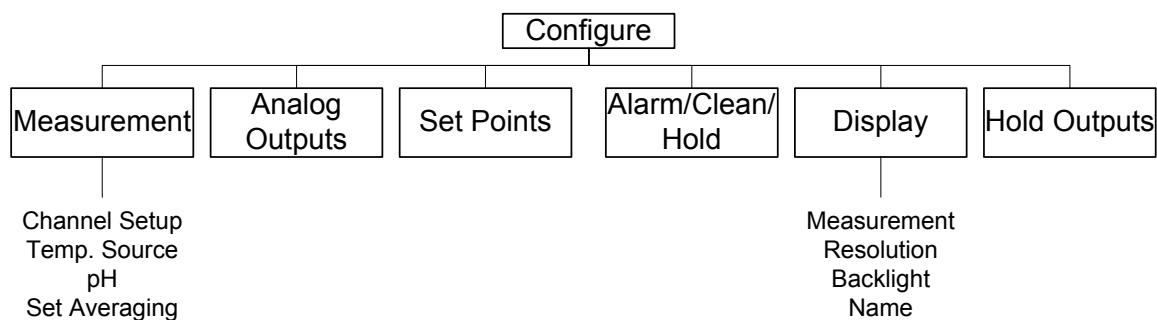 Configure
Measurement
Analog
Outputs
Set Points
Alarm/Clean/
Hold
Display
Hold Outputs
Channel Setup
Temp. Source
pH
Set Averaging
Measurement
Resolution
Backlight
Name